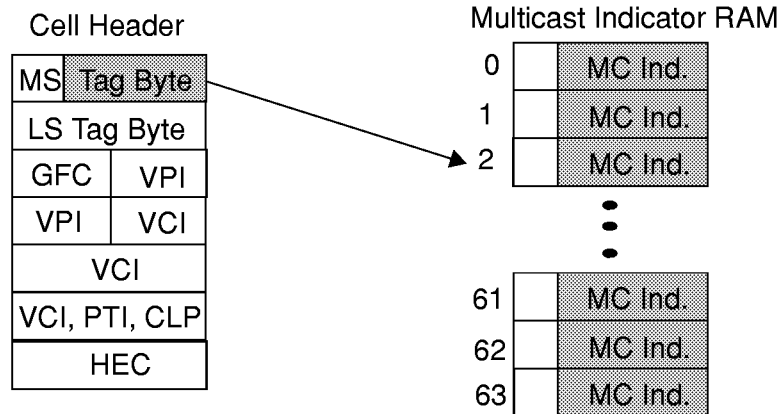 Cell Header
MS Tag Byte
LS Tag Byte
GFC VPI
VPI VCI
VCI
VCI, PTI, CLP
HEC
Multicast Indicator RAM
0 MC Ind.
1 MC Ind.
2 MC Ind.
61 MC Ind.
62 MC Ind.
63 MC Ind.